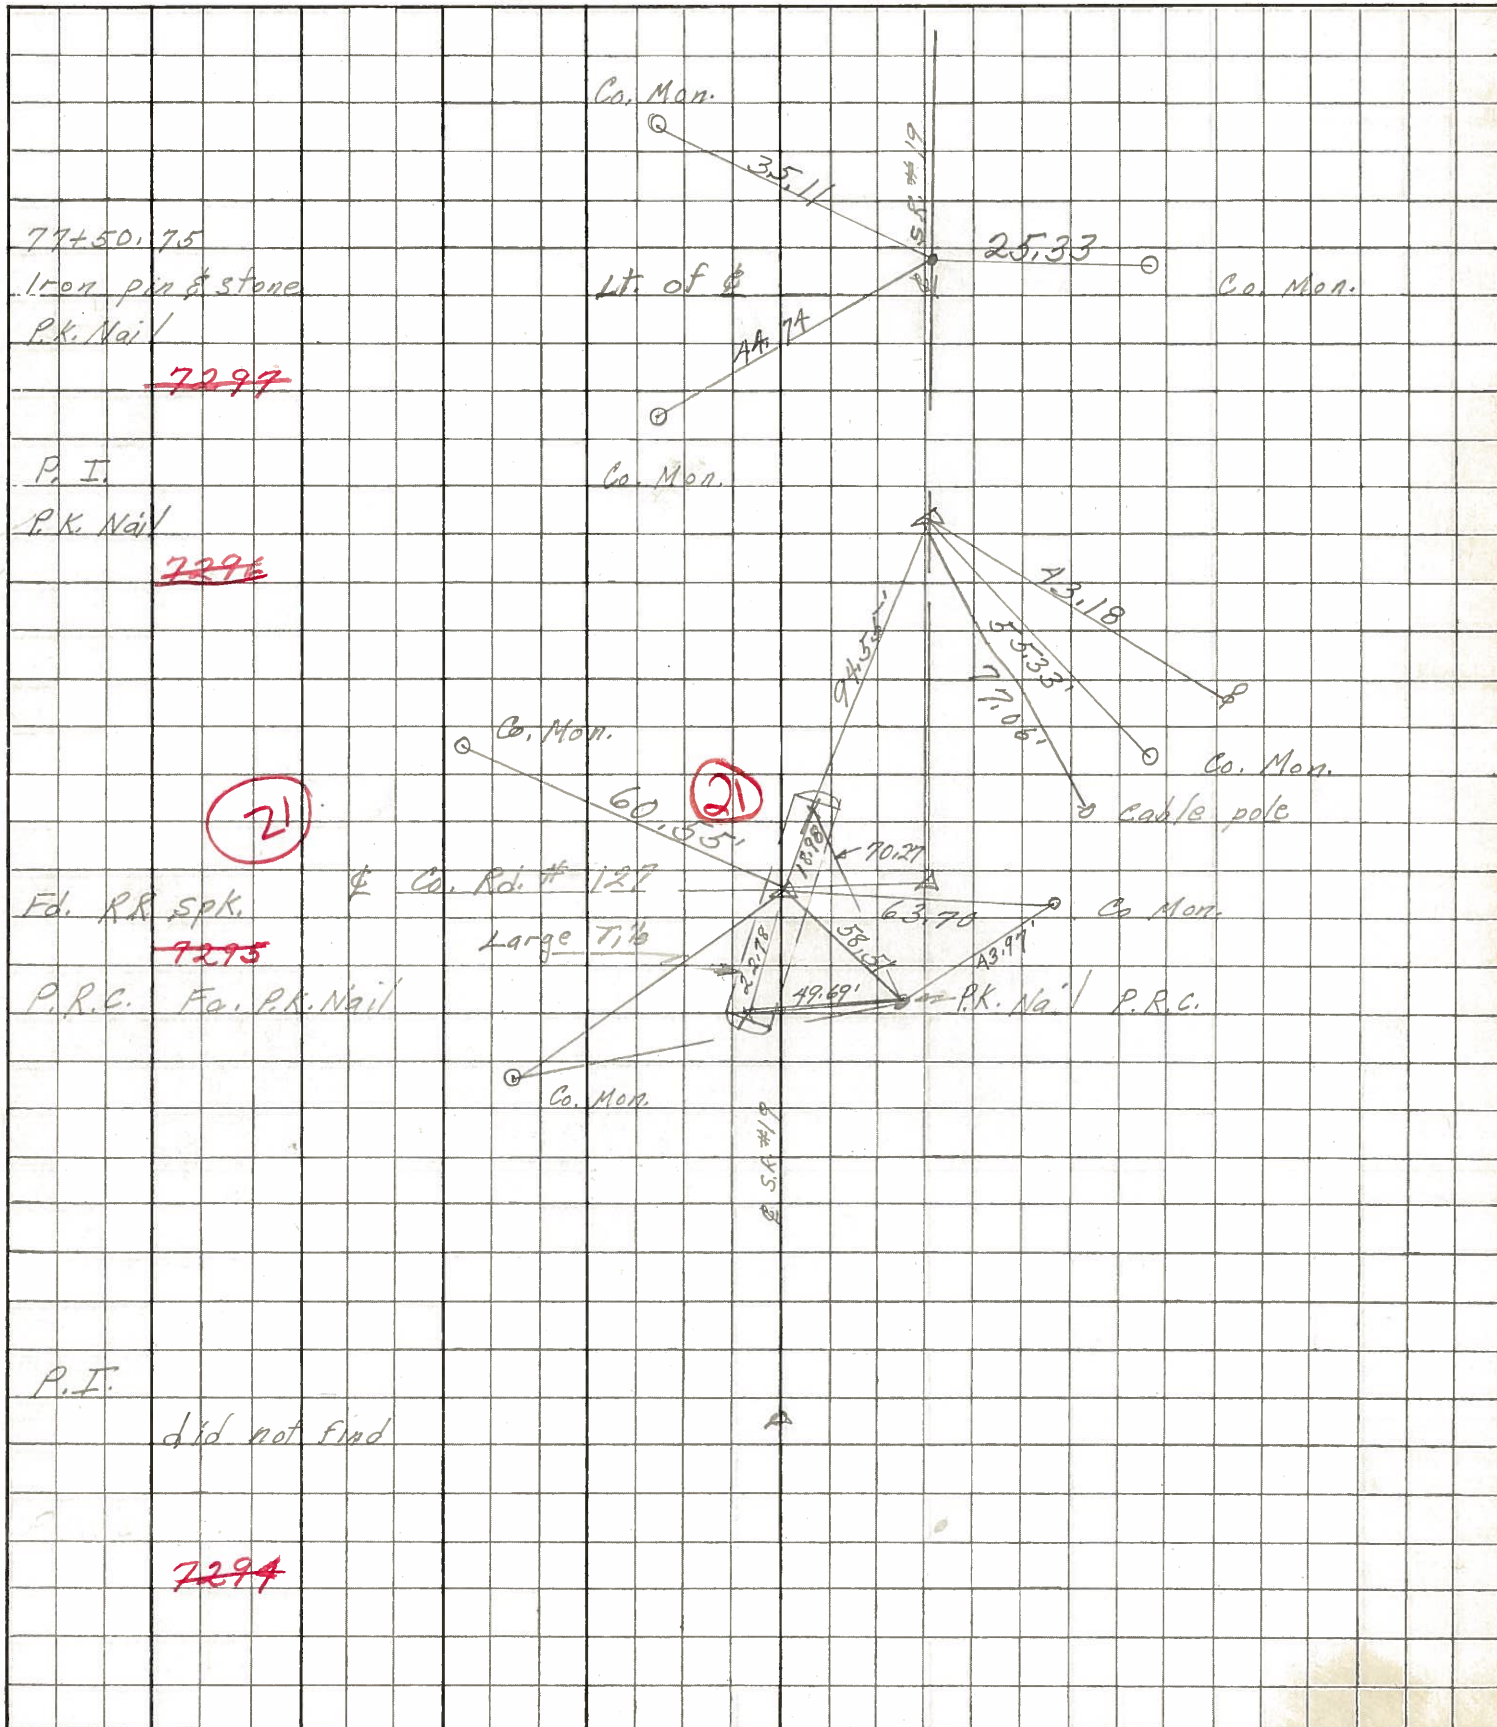 Co. Mon.
35.11
S.R. #19
77+50.75
25.33
Iron pin & stone
Lt. of ℄
Co. Mon.
P.K. Nail
44.74
7297
P.I.
Co. Mon.
P.K. Nail
43.18
94.55'
55.33'
77.06'
Co. Mon.
Co. Mon.
21
21
60.55'
Cable pole
18.98
70.27
℄ Co. Rd. # 127
Fd. RR spk.
63.70
Co Mon.
7295
Large Tile
22.78
58.51
43.97'
P.R.C. Fd. P.K. Nail
49.69'
P.K. Nail P.R.C.
Co. Mon.
℄ S.R. #19
P.I.
did not find
7294